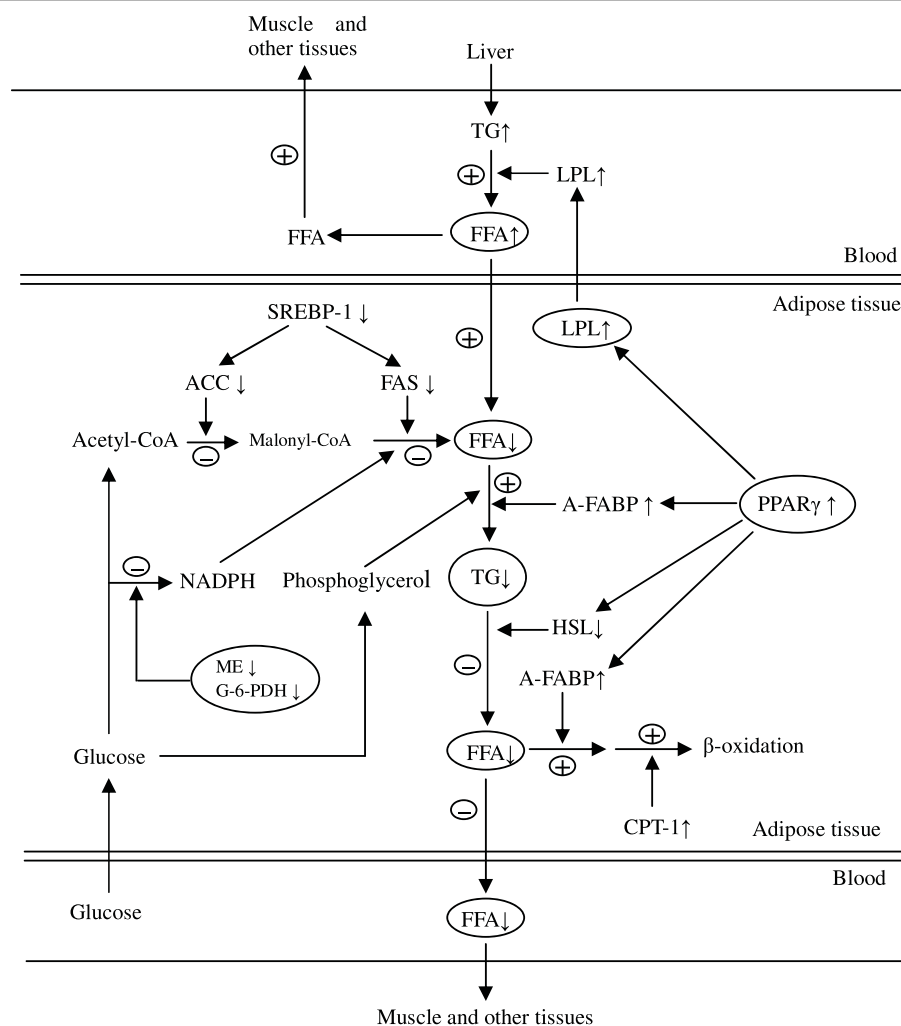 Muscle and
other tissues
Liver
TG↑
+
+
LPL↑
FFA
FFA↑
Blood
Adipose tissue
SREBP-1 ↓
+
LPL↑
ACC ↓
FAS ↓
Acetyl-CoA
−
Malonyl-CoA
−
FFA↓
+
A-FABP ↑
PPARγ ↑
−
NADPH
Phosphoglycerol
TG↓
HSL↓
ME ↓
G-6-PDH ↓
−
A-FABP↑
Glucose
FFA↓
+
+
β-oxidation
−
CPT-1↑
Adipose tissue
Blood
Glucose
FFA↓
Muscle and other tissues